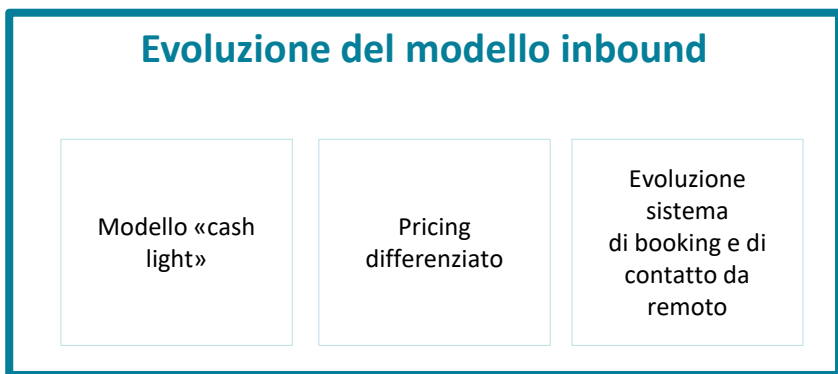 Evoluzione del modello inbound
Modello «cash
light»
Pricing
differenziato
Evoluzione
sistema
di booking e di
contatto da
remoto